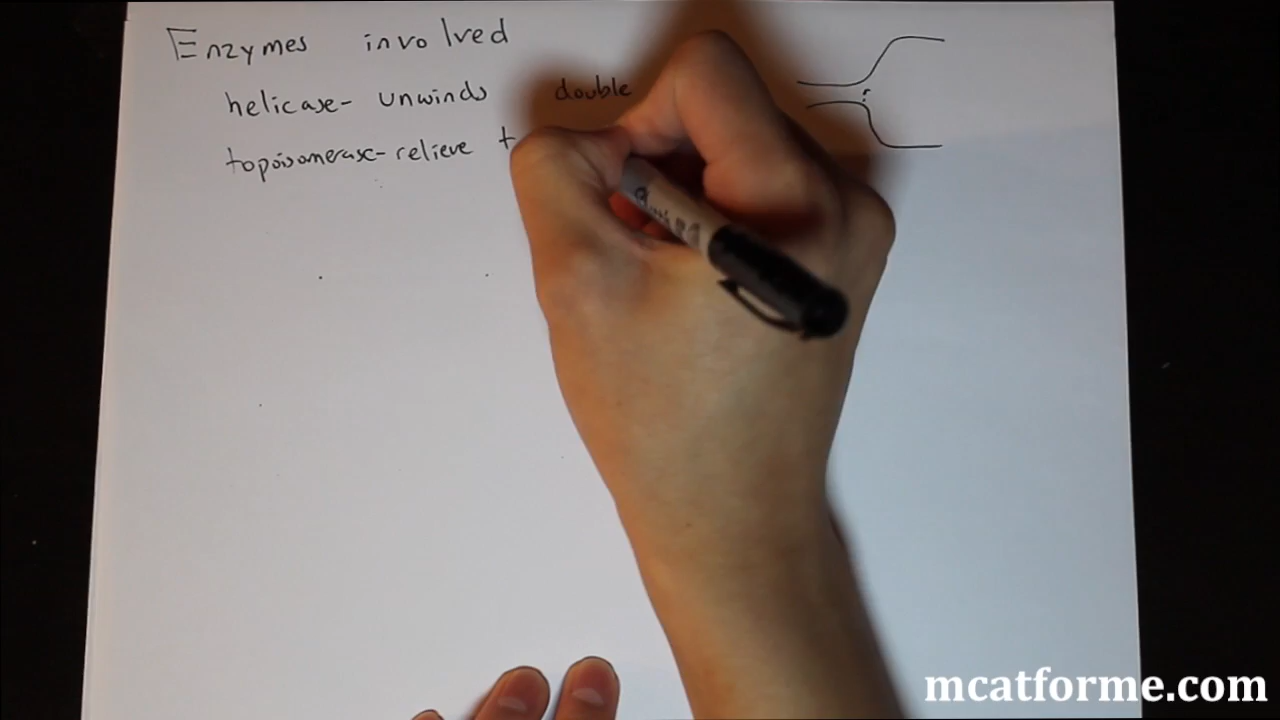 Enzymes involved
helicase- unwinds double
topoisomerase- relieve t
mcatforme.com